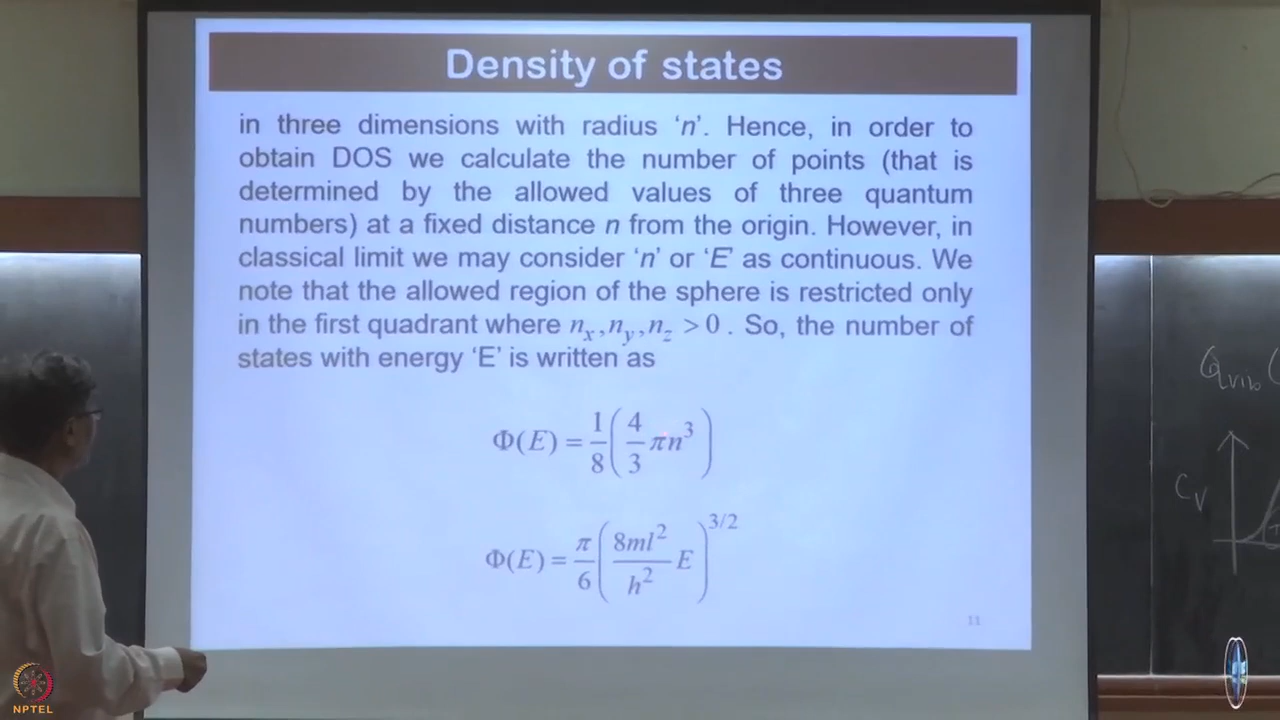 Density of states
in three dimensions with radius ‘n’. Hence, in order to
obtain DOS we calculate the number of points (that is
determined by the allowed values of three quantum
numbers) at a fixed distance n from the origin. However, in
classical limit we may consider ‘n’ or ‘E’ as continuous. We
note that the allowed region of the sphere is restricted only
in the first quadrant where nₓ, n_y, n_z > 0 . So, the number of
states with energy ‘E’ is written as
Φ(E) = 1/8 (4/3 πn³)
Φ(E) = π/6 (8ml²/h² E)^3/2
11
Q_vib (
C_V
NPTEL